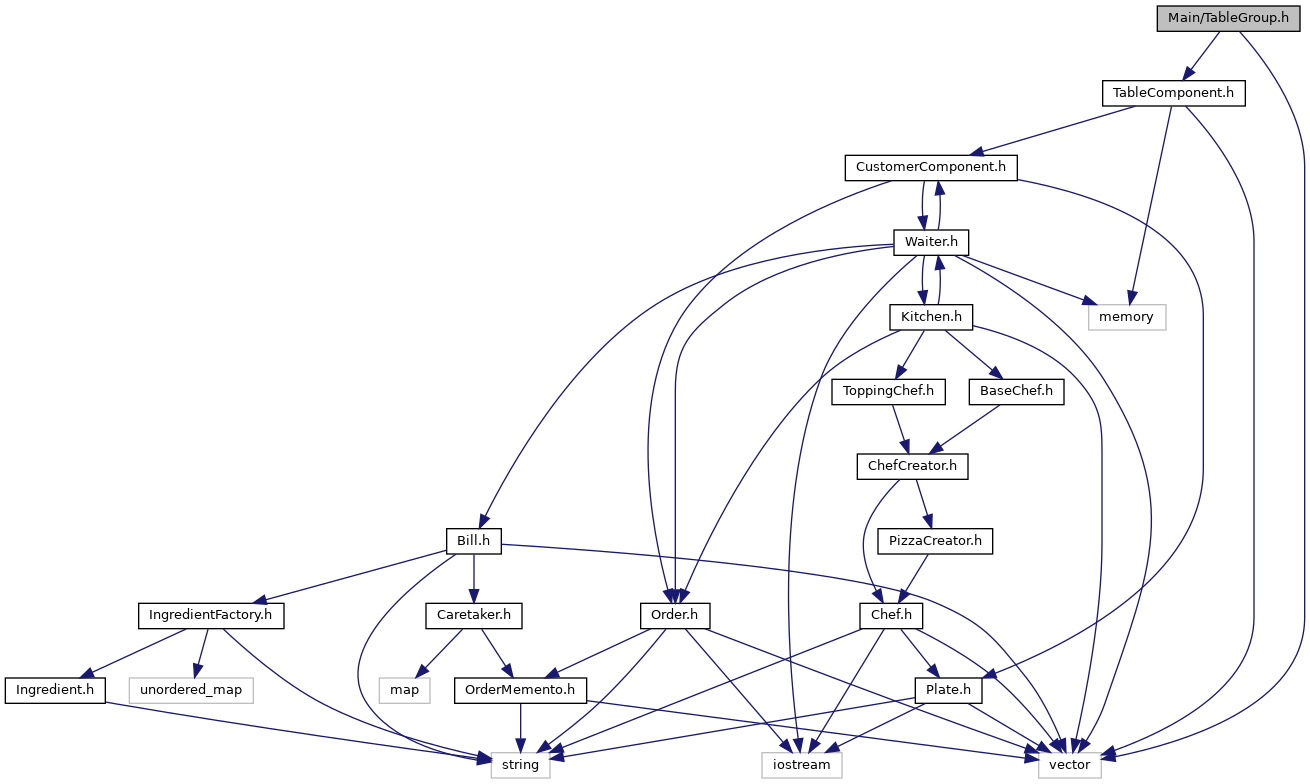 Main/TableGroup.h
TableComponent.h
CustomerComponent.h
Waiter.h
Kitchen.h
memory
ToppingChef.h
BaseChef.h
ChefCreator.h
Bill.h
PizzaCreator.h
IngredientFactory.h
Caretaker.h
Order.h
Chef.h
Ingredient.h
unordered_map
map
OrderMemento.h
Plate.h
string
iostream
vector